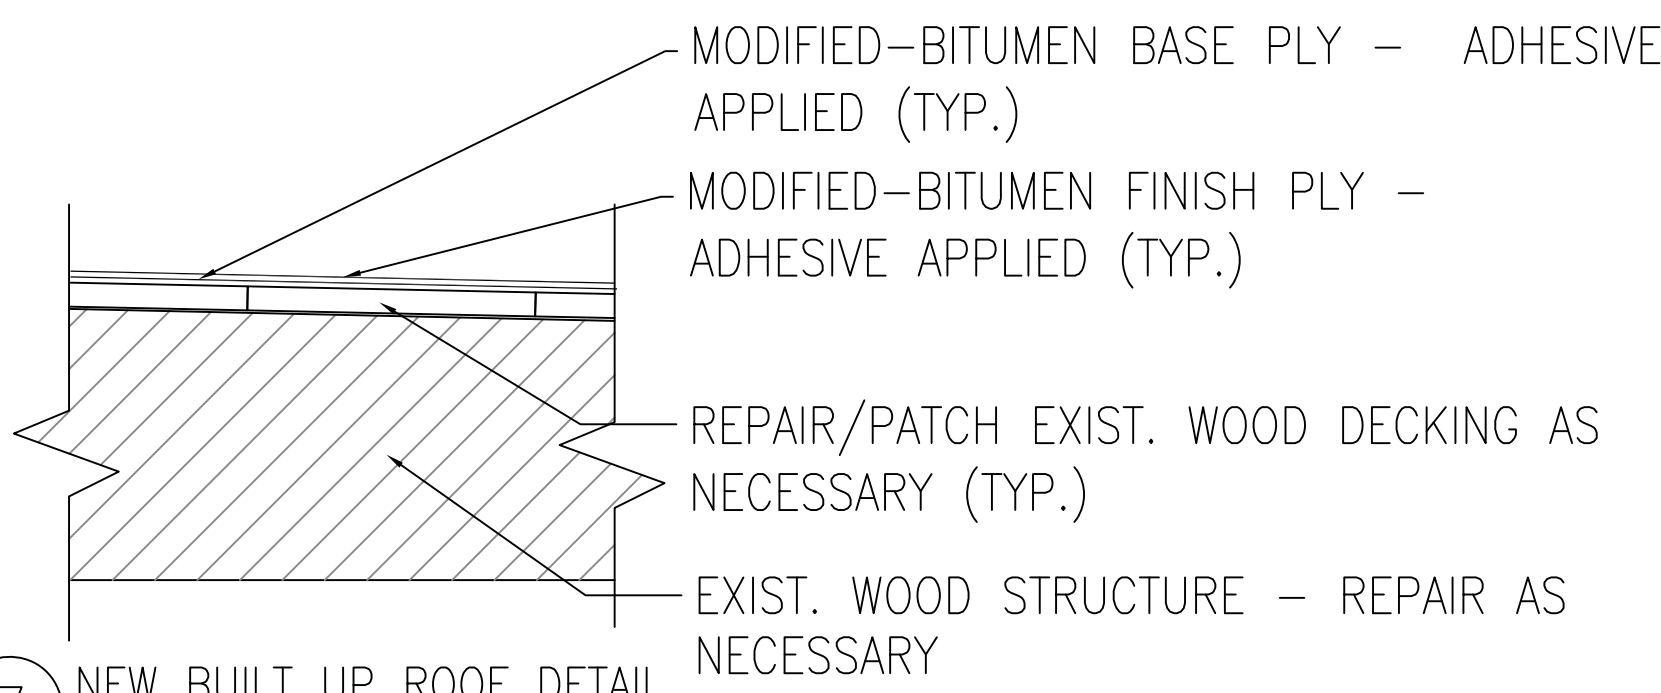 MODIFIED-BITUMEN BASE PLY - ADHESIVE
APPLIED (TYP.)
MODIFIED-BITUMEN FINISH PLY -
ADHESIVE APPLIED (TYP.)
REPAIR/PATCH EXIST. WOOD DECKING AS
NECESSARY (TYP.)
EXIST. WOOD STRUCTURE - REPAIR AS
NECESSARY
NEW BUILT UP ROOF DETAIL